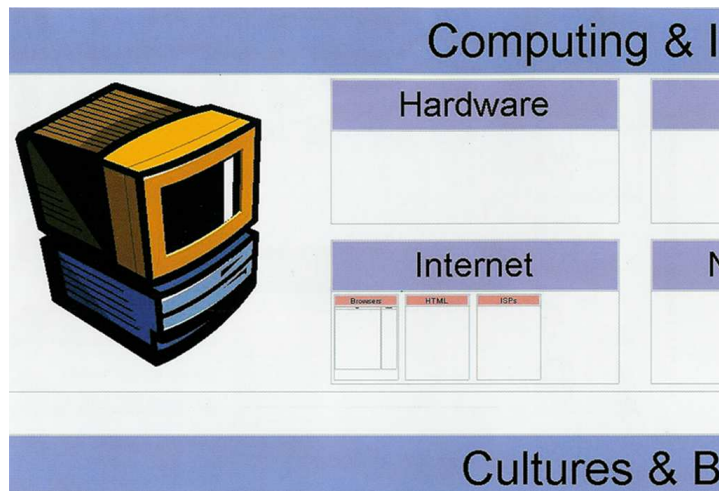 Computing & I
Hardware
Internet
N
Browsers
HTML
ISPs
Cultures & B